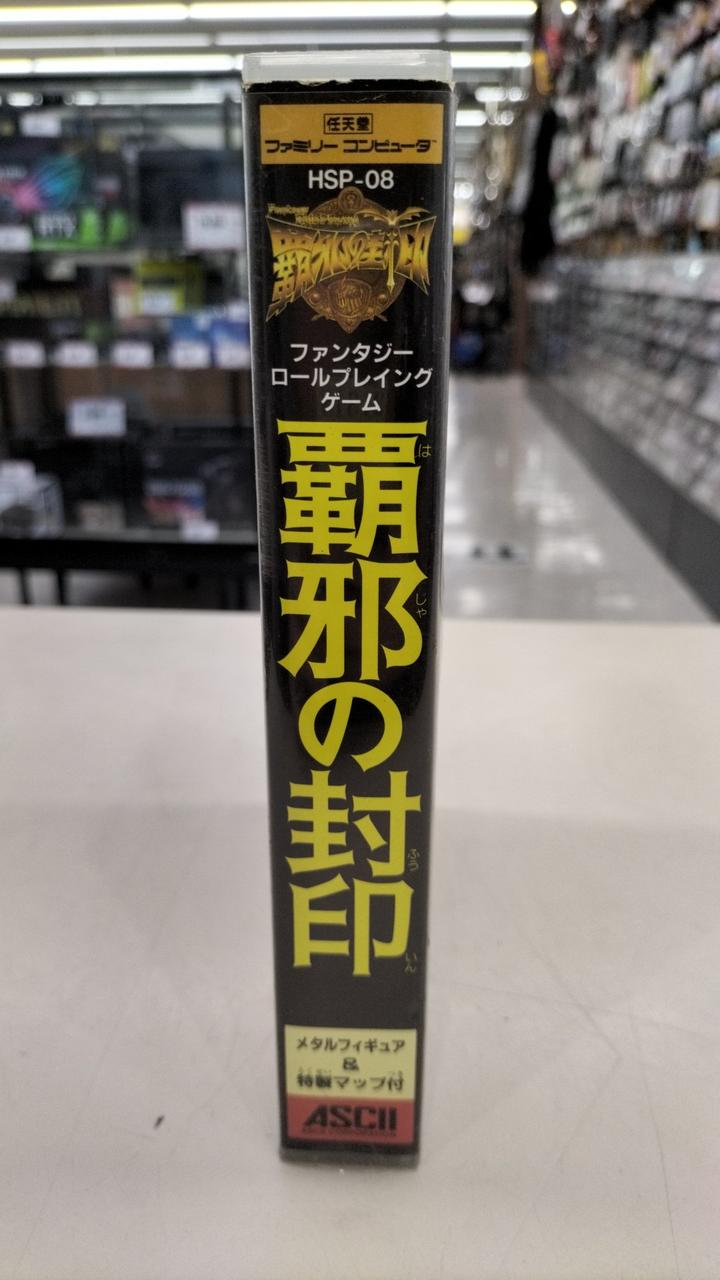 任天堂
ファミリー コンピュータ
HSP-08
覇邪の封印
ファンタジー
ロールプレイング
ゲーム
覇邪の封印
は
じゃ
ふう
いん
メタルフィギュア
&
特製マップ付
ASCII